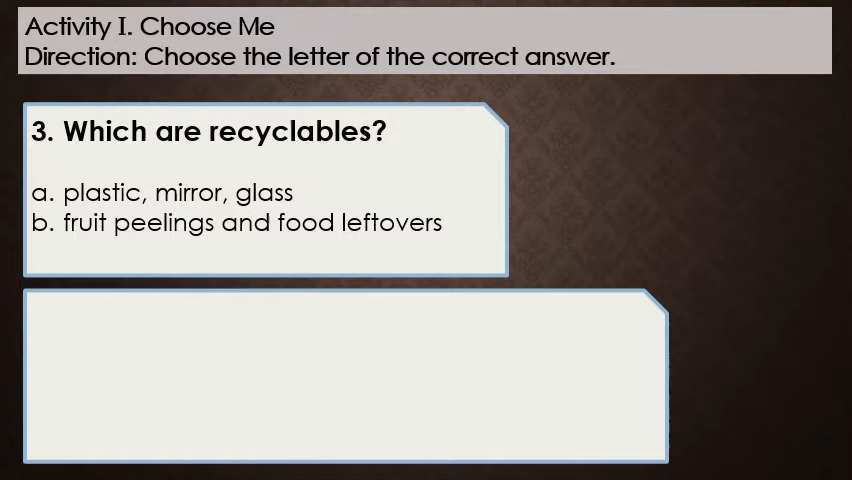 Activity I. Choose Me
Direction: Choose the letter of the correct answer.
3. Which are recyclables?
a. plastic, mirror, glass
b. fruit peelings and food leftovers